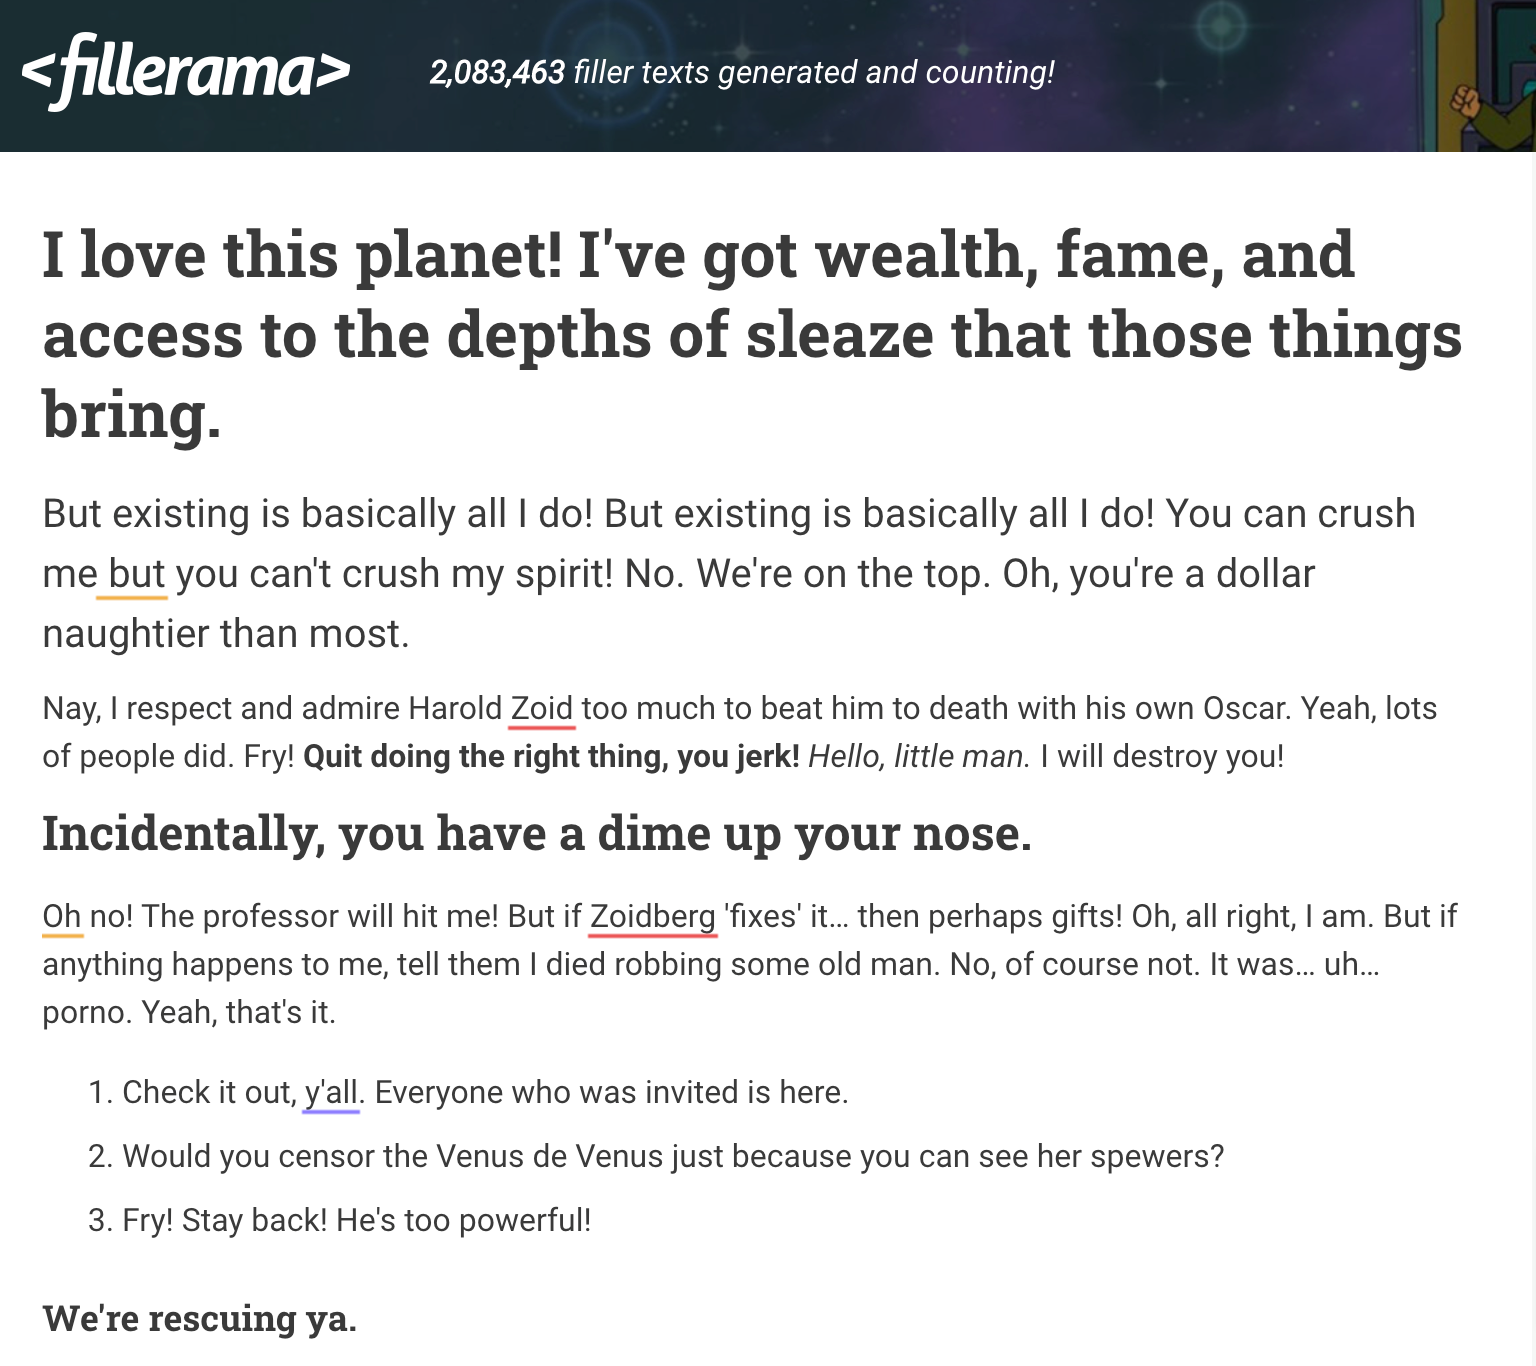 <fillerama>
2,083,463 filler texts generated and counting!
I love this planet! I've got wealth, fame, and
access to the depths of sleaze that those things
bring.
But existing is basically all I do! But existing is basically all I do! You can crush
me but you can't crush my spirit! No. We're on the top. Oh, you're a dollar
naughtier than most.
Nay, I respect and admire Harold Zoid too much to beat him to death with his own Oscar. Yeah, lots
of people did. Fry! Quit doing the right thing, you jerk! Hello, little man. I will destroy you!
Incidentally, you have a dime up your nose.
Oh no! The professor will hit me! But if Zoidberg 'fixes' it… then perhaps gifts! Oh, all right, I am. But if
anything happens to me, tell them I died robbing some old man. No, of course not. It was… uh…
porno. Yeah, that's it.
1. Check it out, y'all. Everyone who was invited is here.
2. Would you censor the Venus de Venus just because you can see her spewers?
3. Fry! Stay back! He's too powerful!
We're rescuing ya.